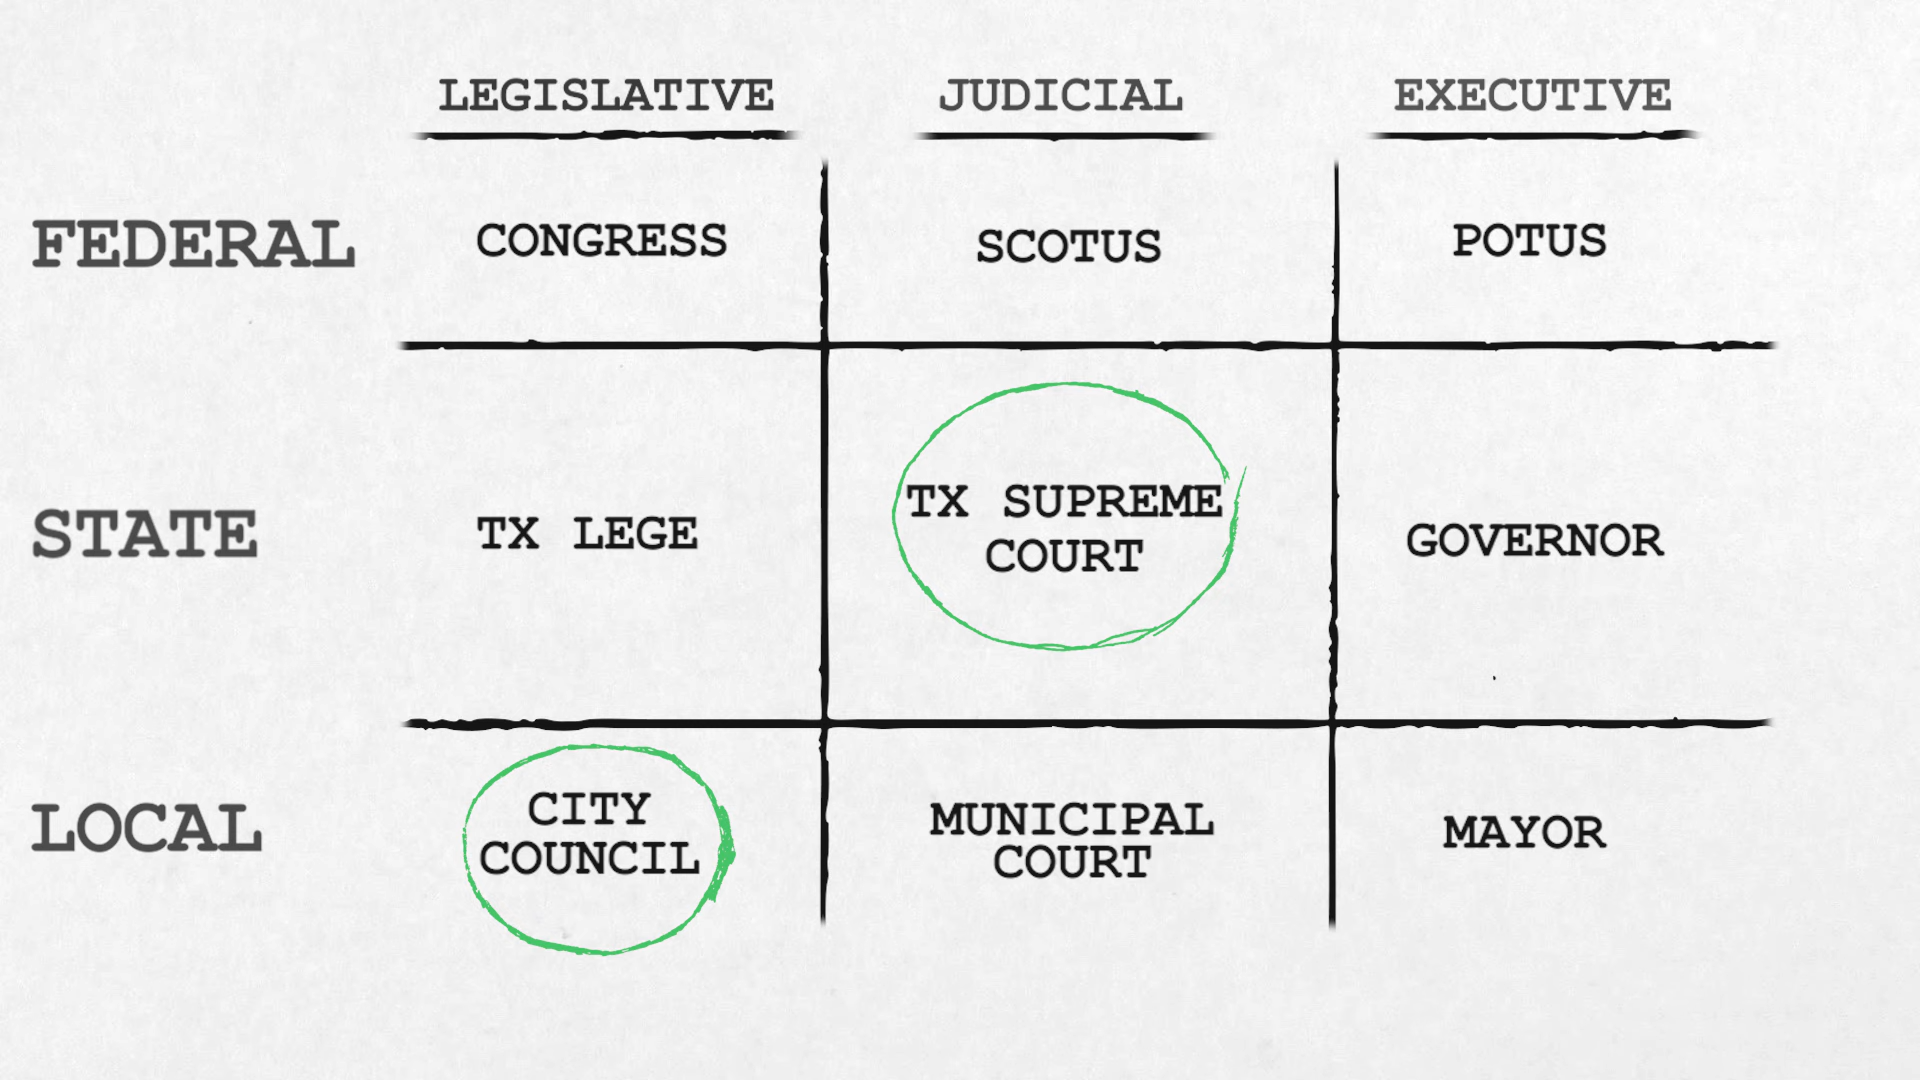 LEGISLATIVE JUDICIAL EXECUTIVE
FEDERAL CONGRESS SCOTUS POTUS
STATE TX LEGE TX SUPREME COURT GOVERNOR
LOCAL CITY COUNCIL MUNICIPAL COURT MAYOR